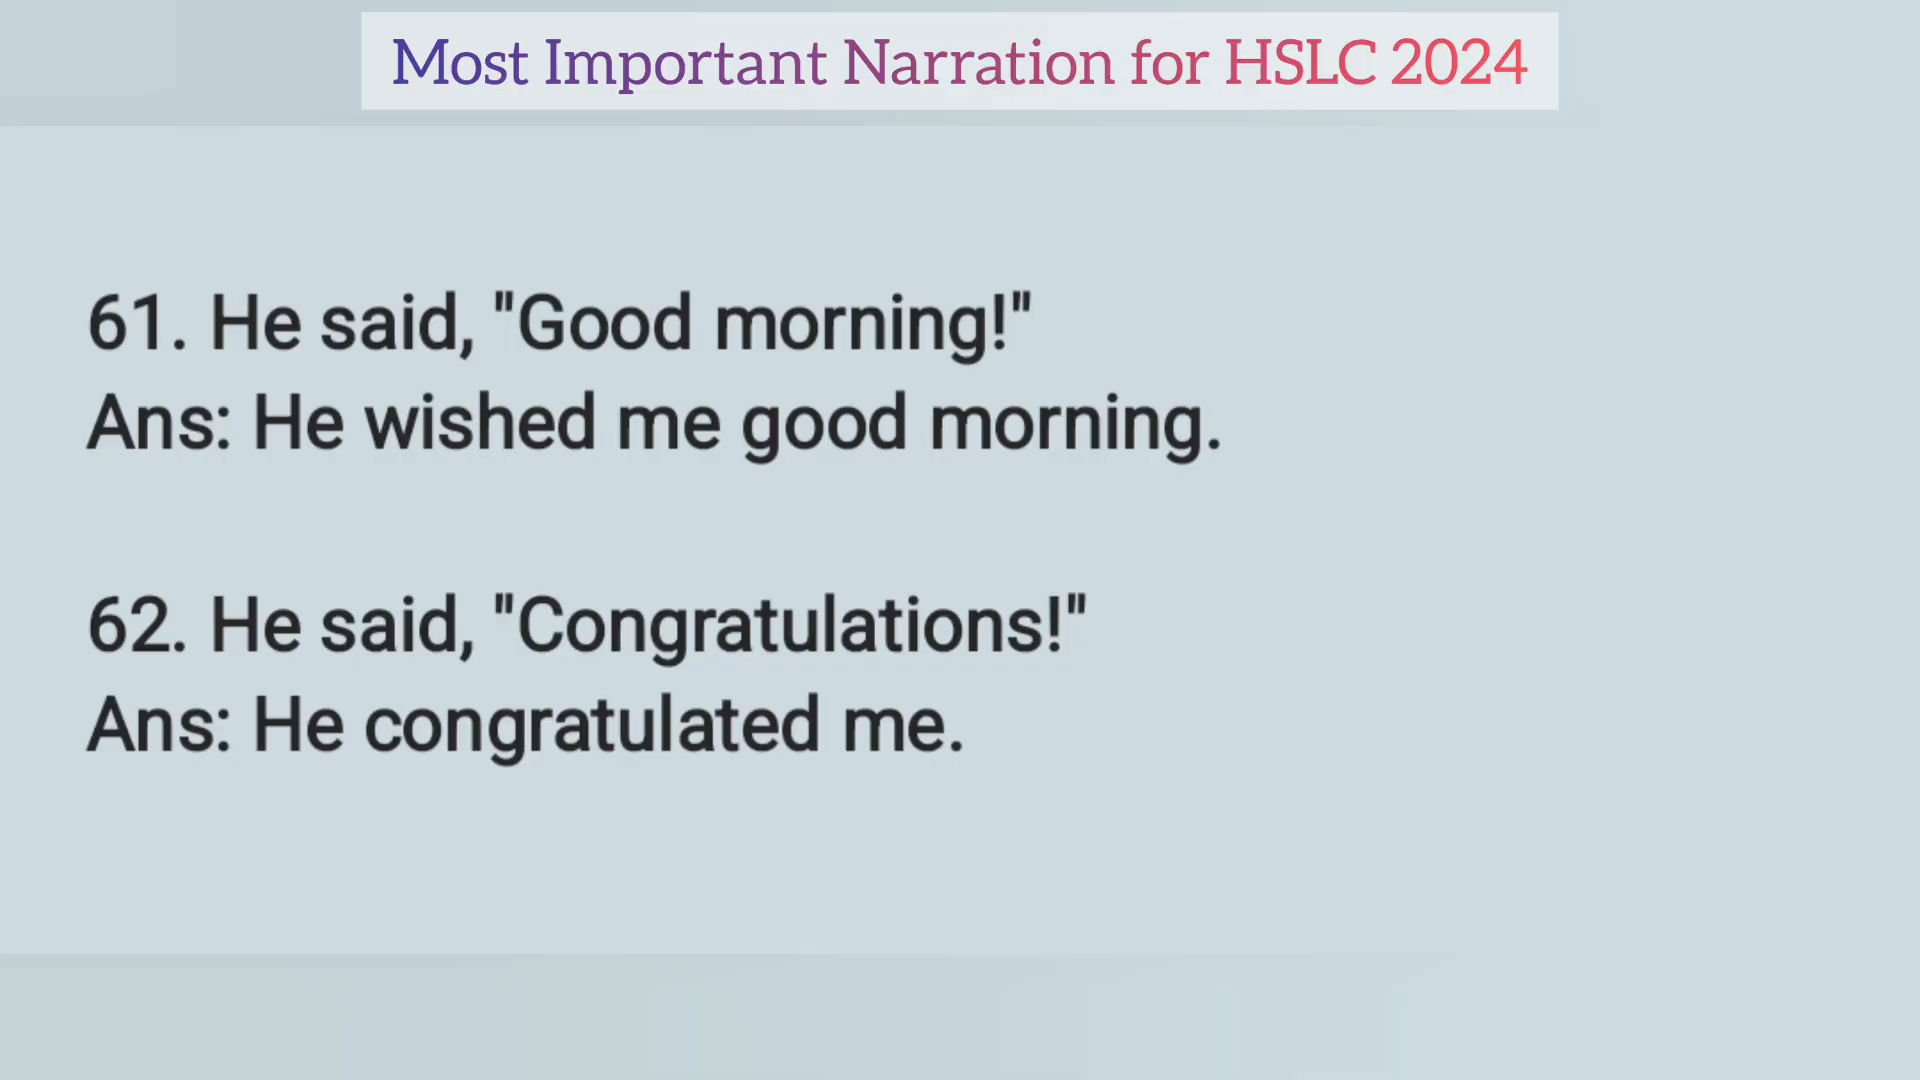 Most Important Narration for HSLC 2024
61. He said, "Good morning!"
Ans: He wished me good morning.
62. He said, "Congratulations!"
Ans: He congratulated me.